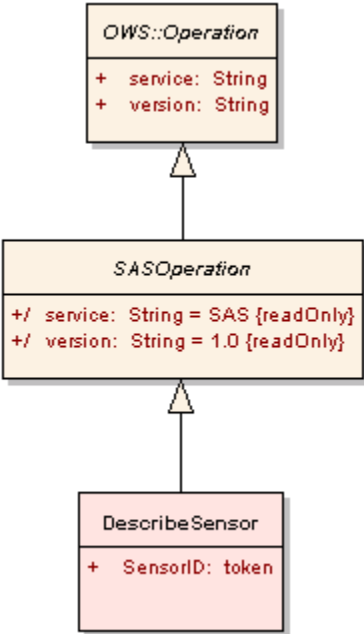 OWS::Operation
+ service: String
+ version: String
SASOperation
+/ service: String = SAS {readOnly}
+/ version: String = 1.0 {readOnly}
DescribeSensor
+ SensorID: token